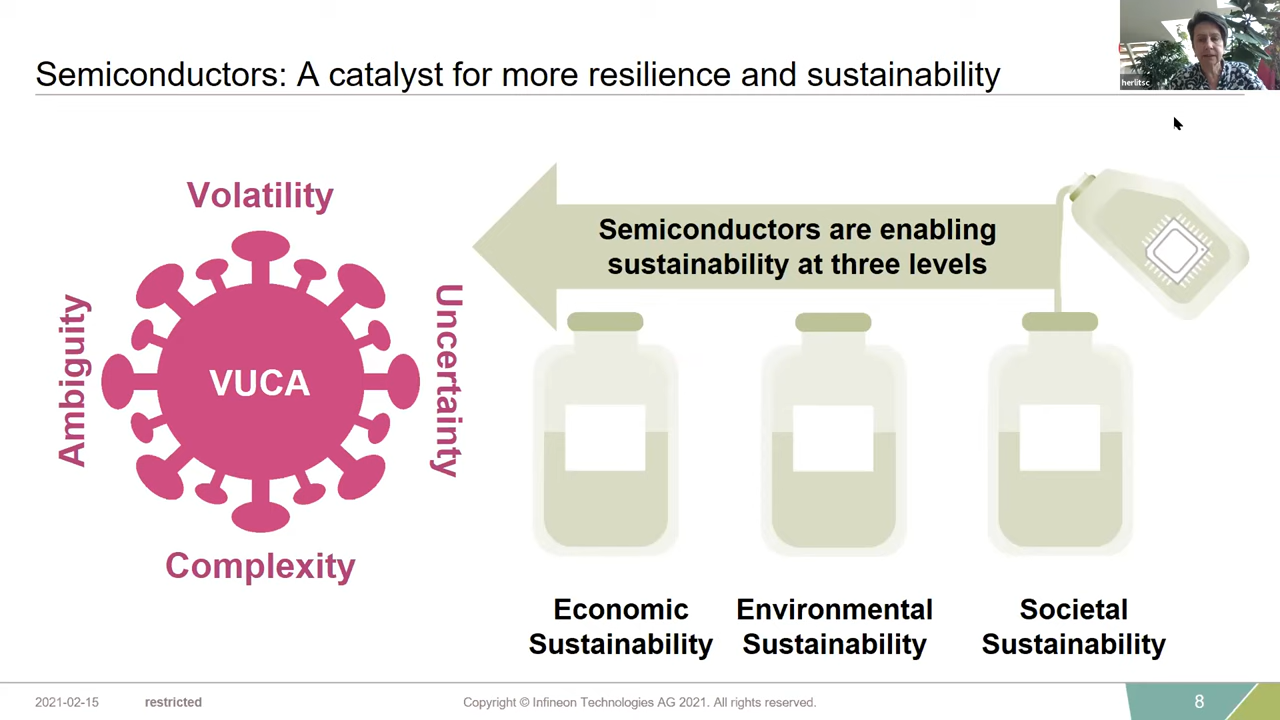 Semiconductors: A catalyst for more resilience and sustainability
herlitsc
Volatility
Ambiguity
VUCA
Uncertainty
Complexity
Semiconductors are enabling
sustainability at three levels
Economic
Sustainability
Environmental
Sustainability
Societal
Sustainability
2021-02-15
restricted
Copyright © Infineon Technologies AG 2021. All rights reserved.
8